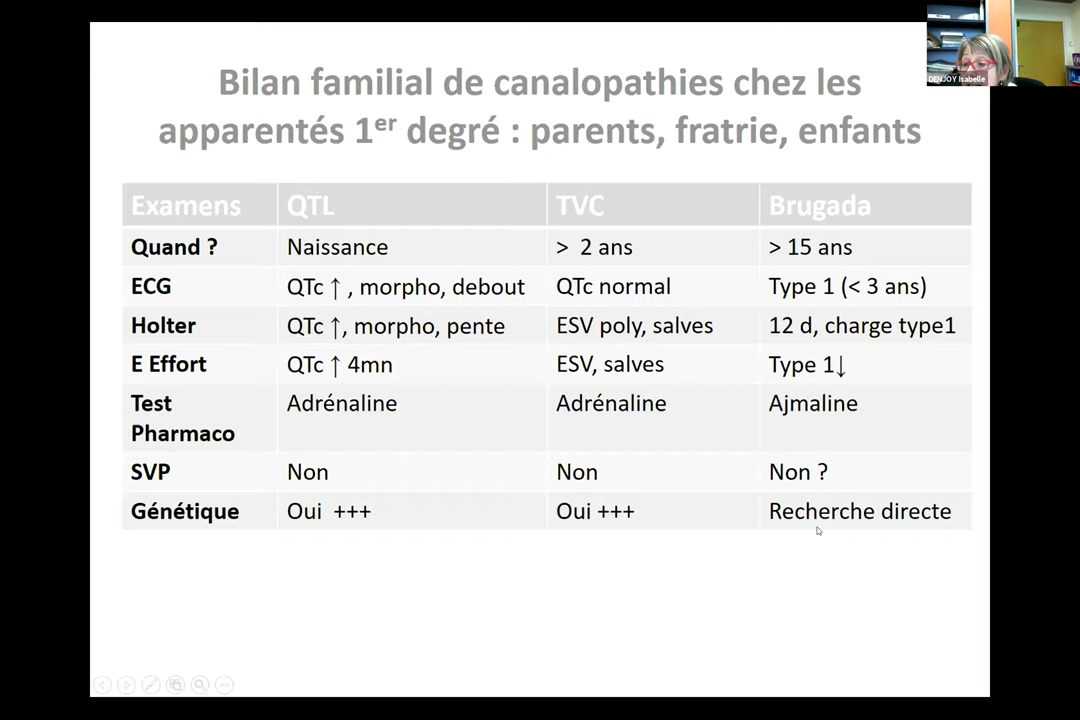 DENJOY Isabelle
Bilan familial de canalopathies chez les
apparentés 1er degré : parents, fratrie, enfants
Examens QTL TVC Brugada
Quand ? Naissance > 2 ans > 15 ans
ECG QTc ↑ , morpho, debout QTc normal Type 1 (< 3 ans)
Holter QTc ↑, morpho, pente ESV poly, salves 12 d, charge type1
E Effort QTc ↑ 4mn ESV, salves Type 1↓
Test Pharmaco Adrénaline Adrénaline Ajmaline
SVP Non Non Non ?
Génétique Oui +++ Oui +++ Recherche directe